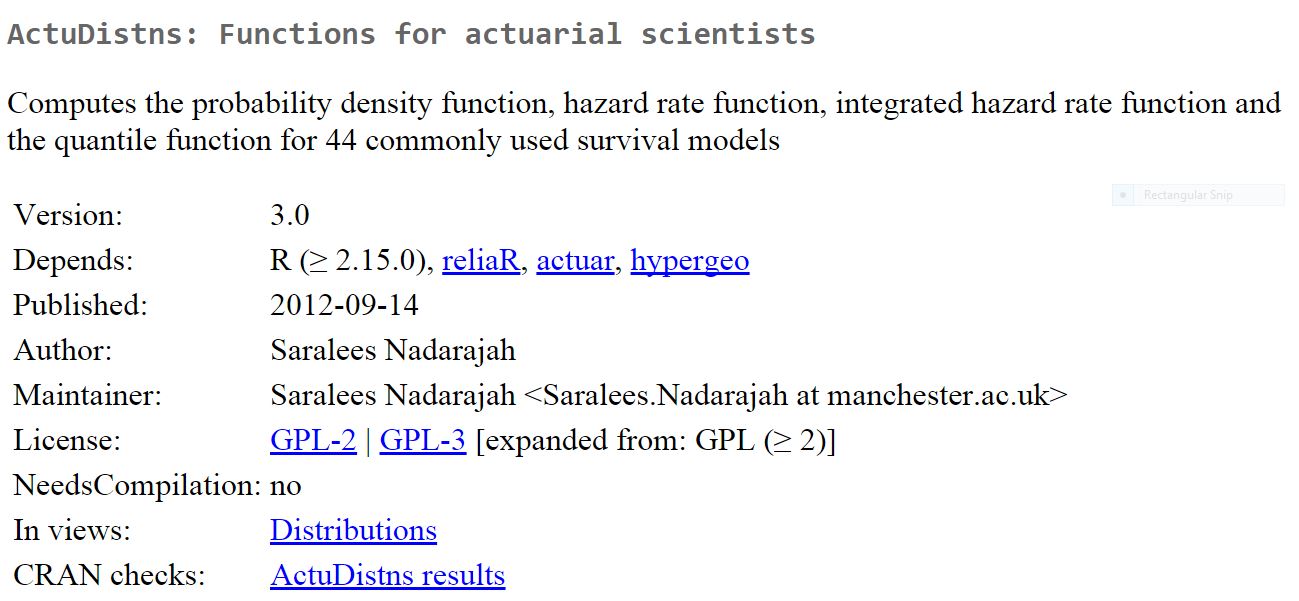 ActuDistns: Functions for actuarial scientists
Computes the probability density function, hazard rate function, integrated hazard rate function and
the quantile function for 44 commonly used survival models
Rectangular Snip
Version: 3.0
Depends: R (≥ 2.15.0), reliaR, actuar, hypergeo
Published: 2012-09-14
Author: Saralees Nadarajah
Maintainer: Saralees Nadarajah <Saralees.Nadarajah at manchester.ac.uk>
License: GPL-2 | GPL-3 [expanded from: GPL (≥ 2)]
NeedsCompilation: no
In views: Distributions
CRAN checks: ActuDistns results